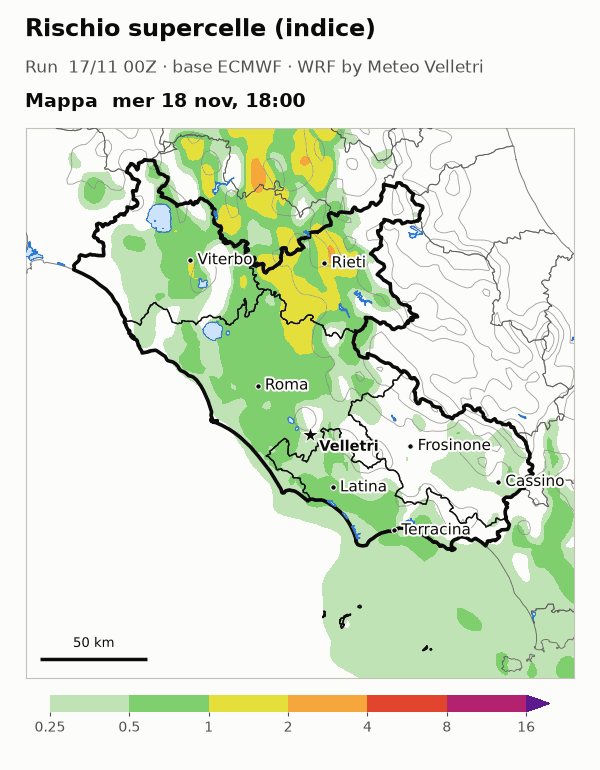 Rischio supercelle (indice)
Run  17/11 00Z · base ECMWF · WRF by Meteo Velletri
Mappa  mer 18 nov, 18:00
Viterbo
Rieti
Roma
Velletri
Frosinone
Cassino
Latina
Terracina
50 km
0.25 0.5 1 2 4 8 16